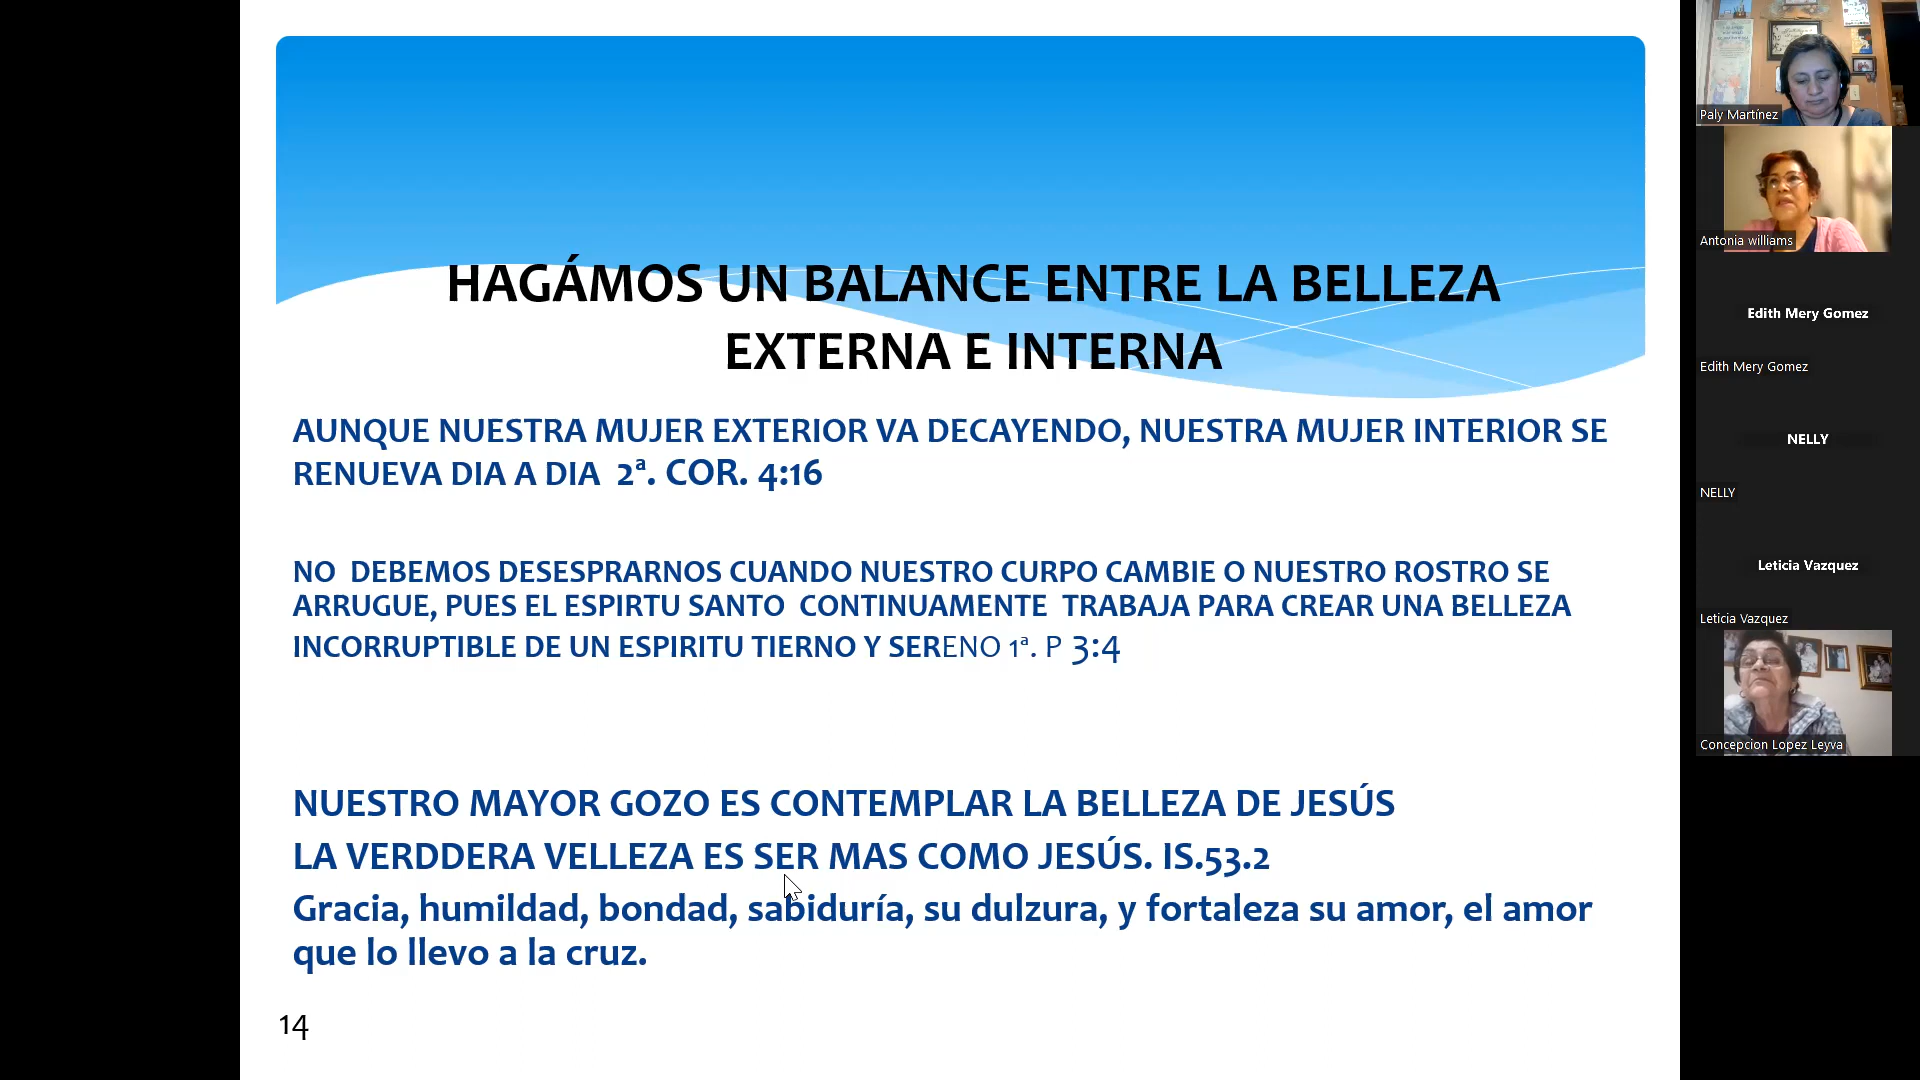 HAGÁMOS UN BALANCE ENTRE LA BELLEZA
EXTERNA E INTERNA
AUNQUE NUESTRA MUJER EXTERIOR VA DECAYENDO, NUESTRA MUJER INTERIOR SE
RENUEVA DIA A DIA 2ª. COR. 4:16
NO DEBEMOS DESESPRARNOS CUANDO NUESTRO CURPO CAMBIE O NUESTRO ROSTRO SE
ARRUGUE, PUES EL ESPIRTU SANTO CONTINUAMENTE TRABAJA PARA CREAR UNA BELLEZA
INCORRUPTIBLE DE UN ESPIRITU TIERNO Y SERENO 1ª. P 3:4
NUESTRO MAYOR GOZO ES CONTEMPLAR LA BELLEZA DE JESÚS
LA VERDDERA VELLEZA ES SER MAS COMO JESÚS. IS.53.2
Gracia, humildad, bondad, sabiduría, su dulzura, y fortaleza su amor, el amor
que lo llevo a la cruz.
14
Paly Martínez
Antonia williams
Edith Mery Gomez
Edith Mery Gomez
NELLY
NELLY
Leticia Vazquez
Leticia Vazquez
Concepcion Lopez Leyva